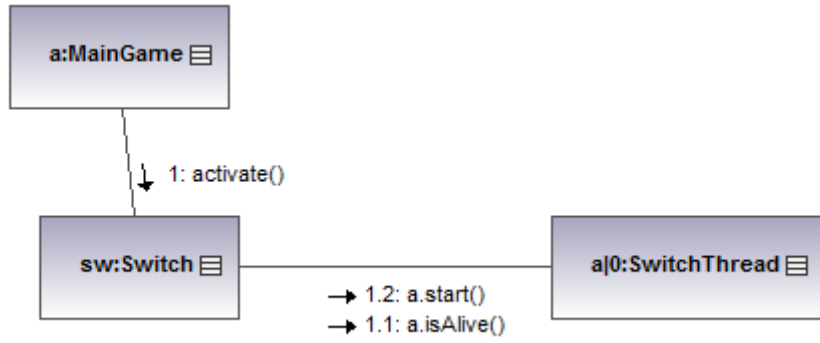 a:MainGame
1: activate()
sw:Switch
a|0:SwitchThread
1.2: a.start()
1.1: a.isAlive()